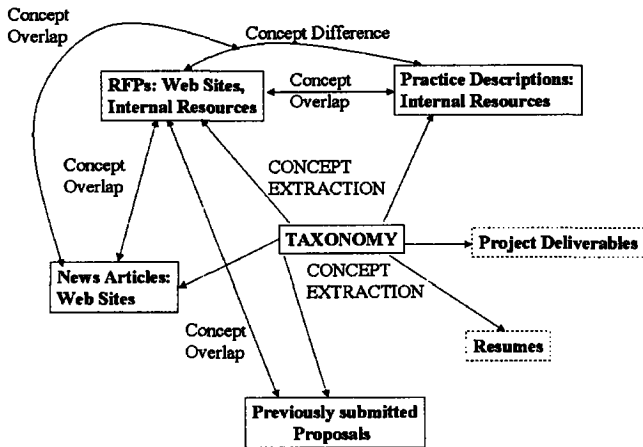 Concept
Overlap
Concept Difference
RFPs: Web Sites,
Internal Resources
Concept
Overlap
Practice Descriptions:
Internal Resources
Concept
Overlap
CONCEPT
EXTRACTION
TAXONOMY
Project Deliverables
News Articles:
Web Sites
CONCEPT
EXTRACTION
Concept
Overlap
Resumes
Previously submitted
Proposals